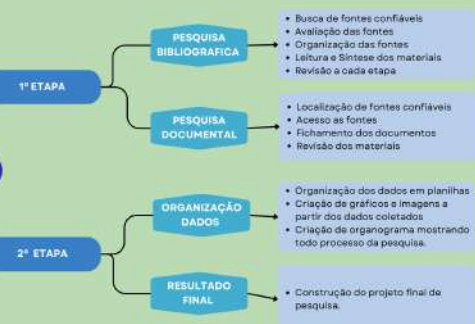 1ª ETAPA
PESQUISA
BIBLIOGRAFICA
• Busca de fontes confiáveis
• Avaliação das fontes
• Organização das fontes
• Leitura e Síntese dos materiais
• Revisão a cada etapa
PESQUISA
DOCUMENTAL
• Localização de fontes confiáveis
• Acesso as fontes
• Fichamento dos documentos
• Revisão dos materiais
2ª ETAPA
ORGANIZAÇÃO
DADOS
• Organização dos dados em planilhas
• Criação de gráficos e imagens a
partir dos dados coletados
• Criação de organograma mostrando
todo processo da pesquisa.
RESULTADO
FINAL
• Construção do projeto final de
pesquisa.